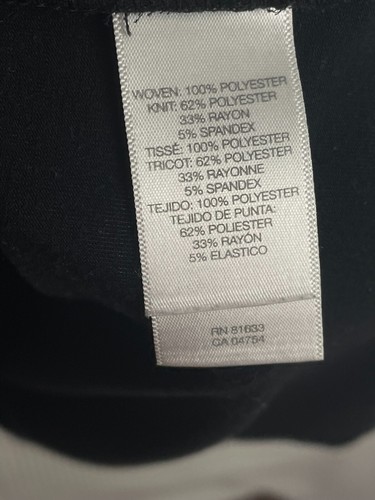 WOVEN: 100% POLYESTER
KNIT: 62% POLYESTER
33% RAYON
5% SPANDEX
TISSÉ: 100% POLYESTER
TRICOT: 62% POLYESTER
33% RAYONNE
5% SPANDEX
TEJIDO: 100% POLYESTER
TEJIDO DE PUNTA:
62% POLIESTER
33% RAYÓN
5% ELASTICO
RN 81633
CA 04754